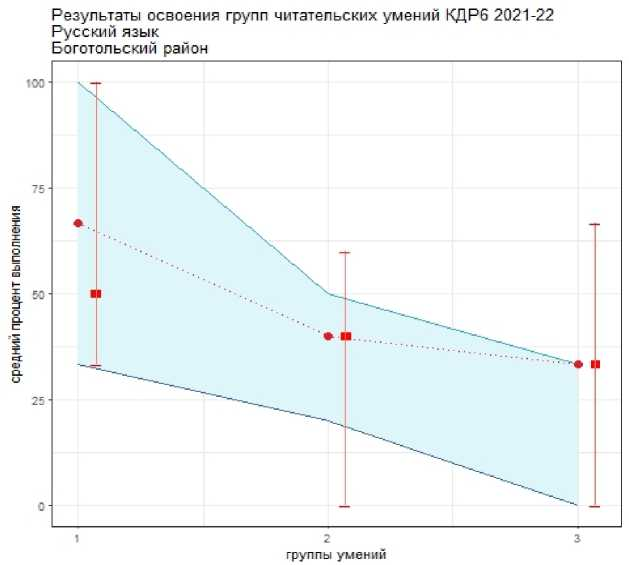 Результаты освоения групп читательских умений КДР6 2021-22
Русский язык
Боготольский район
средний процент выполнения
100
75
50
25
0
1 2 3
группы умений